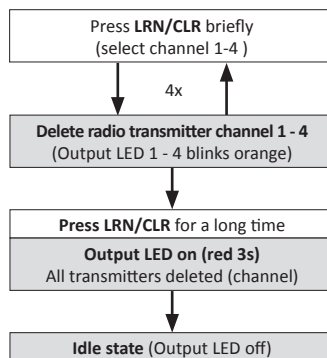 Press LRN/CLR briefly
(select channel 1-4 )
4x
Delete radio transmitter channel 1 - 4
(Output LED 1 - 4 blinks orange)
Press LRN/CLR for a long time
Output LED on (red 3s)
All transmitters deleted (channel)
Idle state (Output LED off)